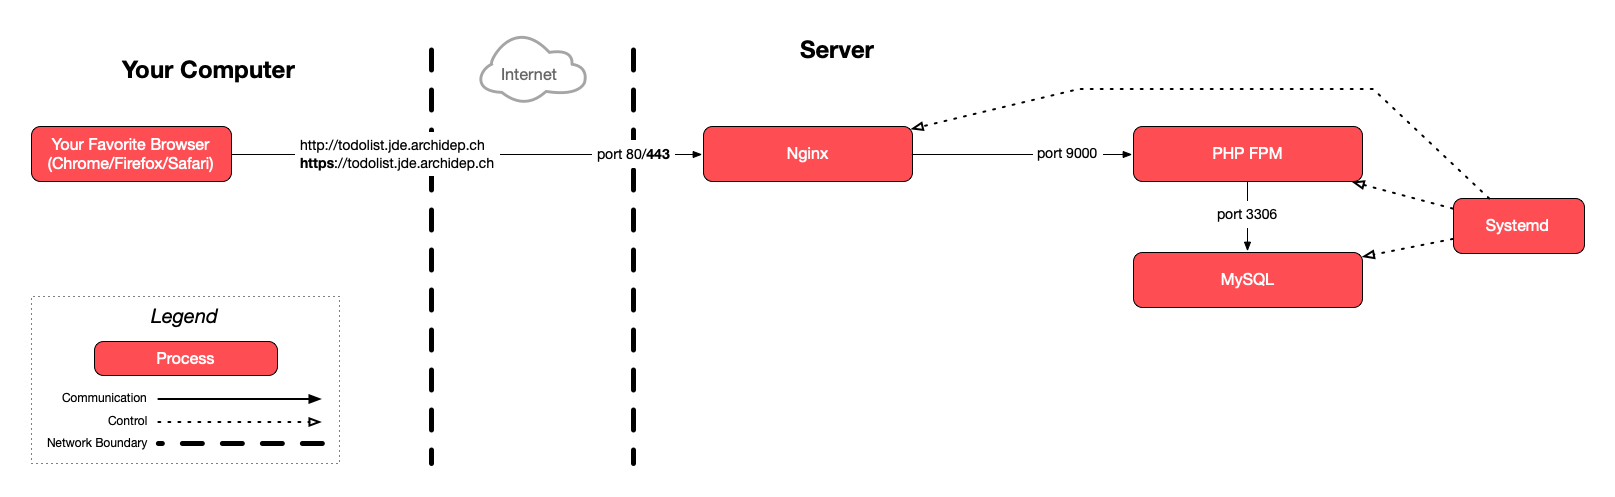 Your Computer
Internet
Server
Your Favorite Browser
(Chrome/Firefox/Safari)
http://todolist.jde.archidep.ch
https://todolist.jde.archidep.ch
port 80/443
Nginx
port 9000
PHP FPM
port 3306
Systemd
MySQL
Legend
Process
Communication
Control
Network Boundary